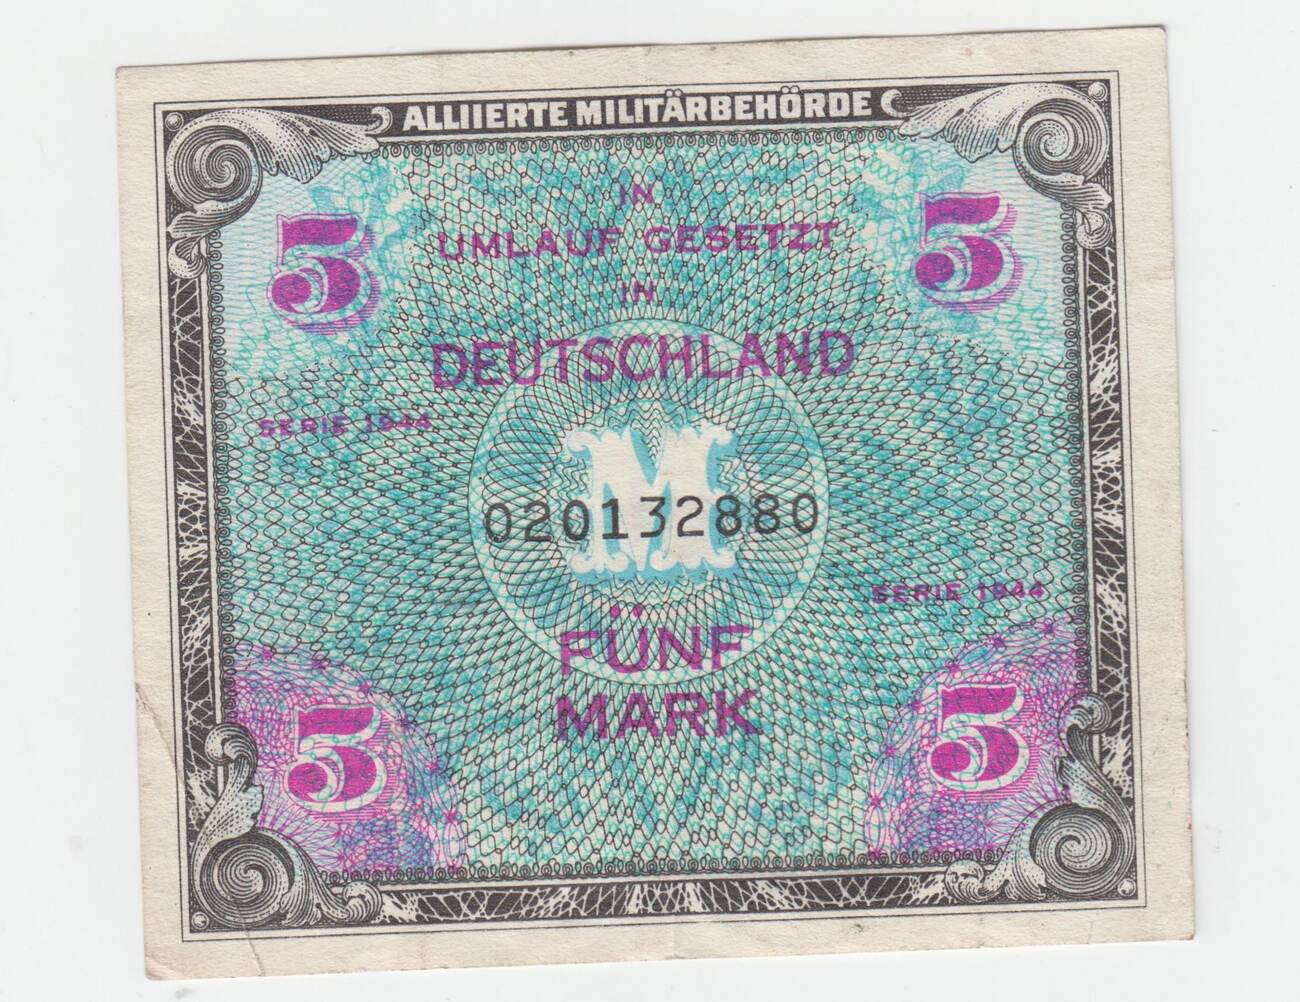 ALLIIERTE MILITÄRBEHÖRDE
5 5
IN
UMLAUF GESETZT
IN
DEUTSCHLAND
SERIE 1944
M
020132880
SERIE 1944
FÜNF
MARK
5 5